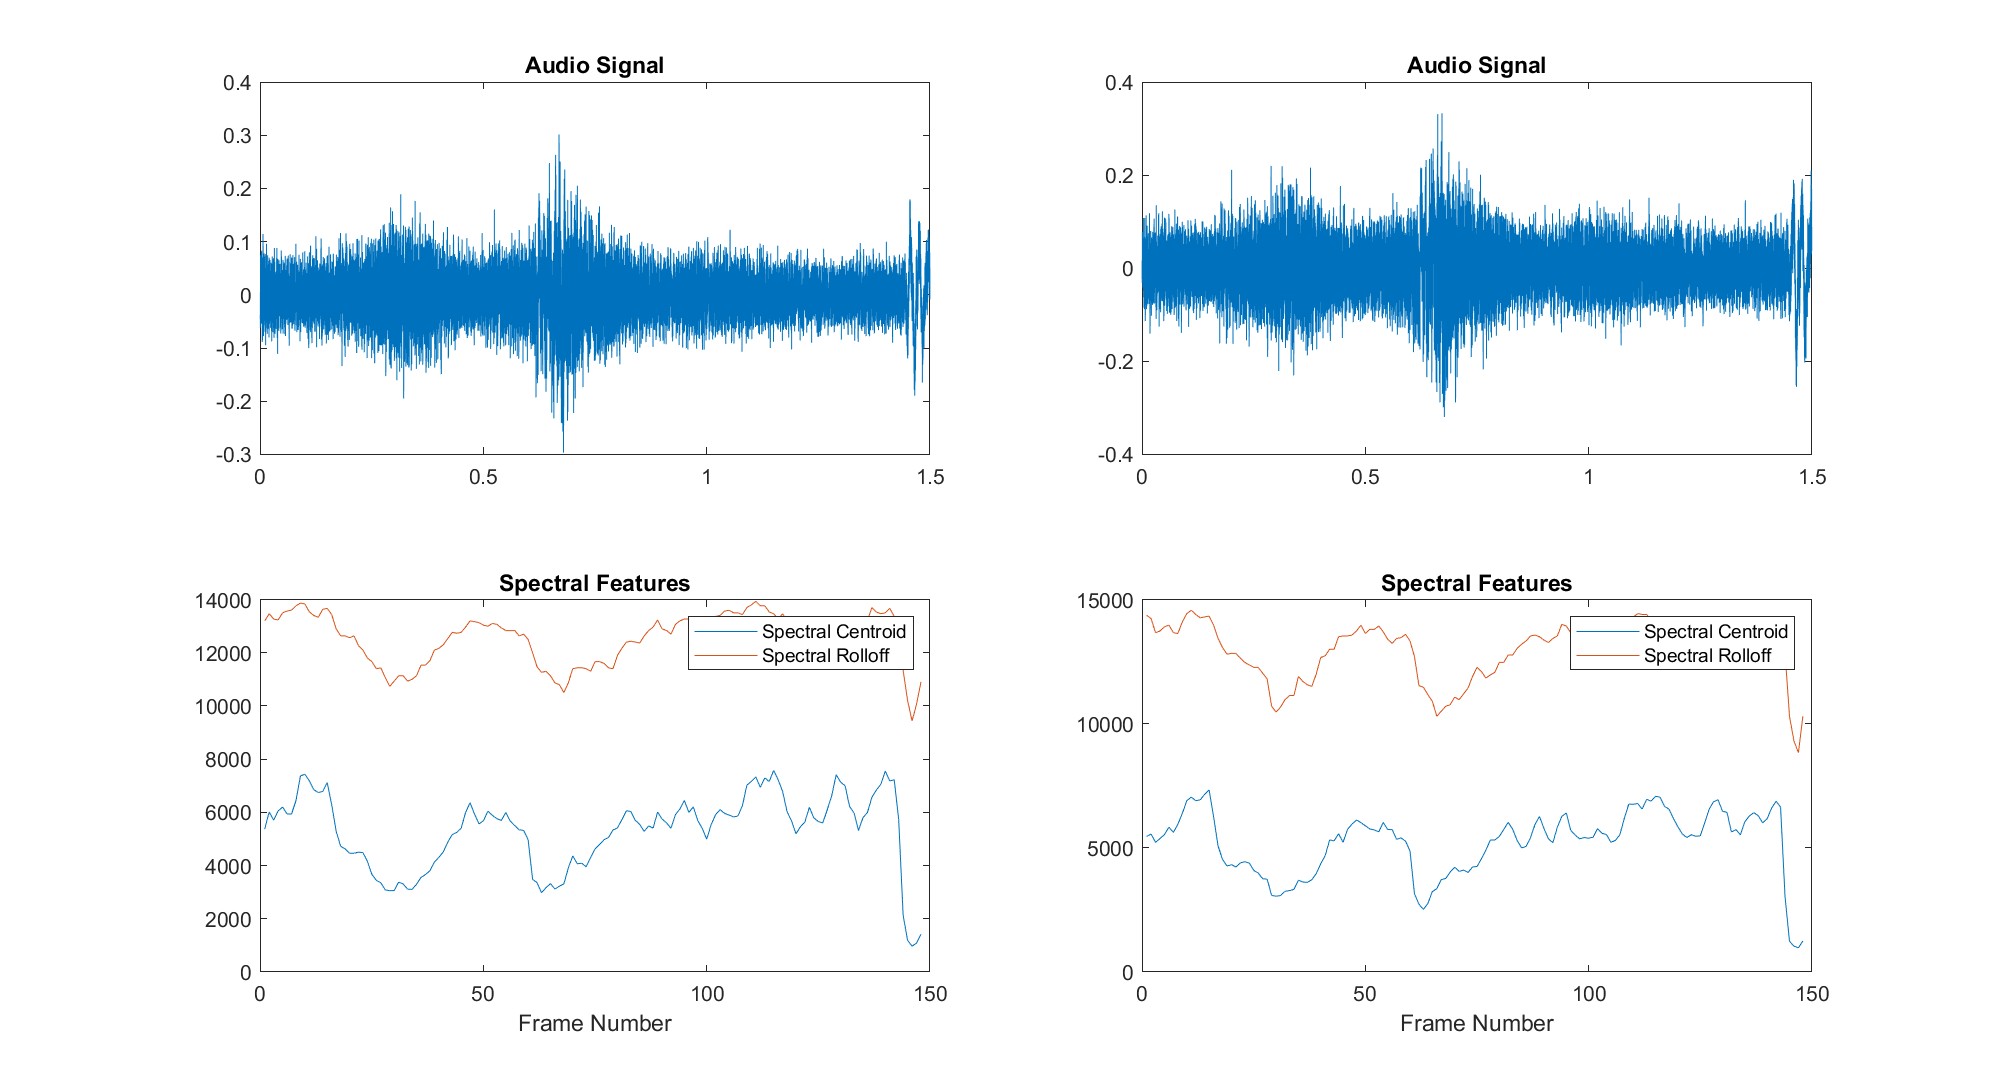 Audio Signal
0.4
0.3
0.2
0.1
0
-0.1
-0.2
-0.3
0 0.5 1 1.5
Audio Signal
0.4
0.2
0
-0.2
-0.4
0 0.5 1 1.5
Spectral Features
14000
12000
10000
8000
6000
4000
2000
0
0 50 100 150
Frame Number
Spectral Centroid
Spectral Rolloff
Spectral Features
15000
10000
5000
0
0 50 100 150
Frame Number
Spectral Centroid
Spectral Rolloff